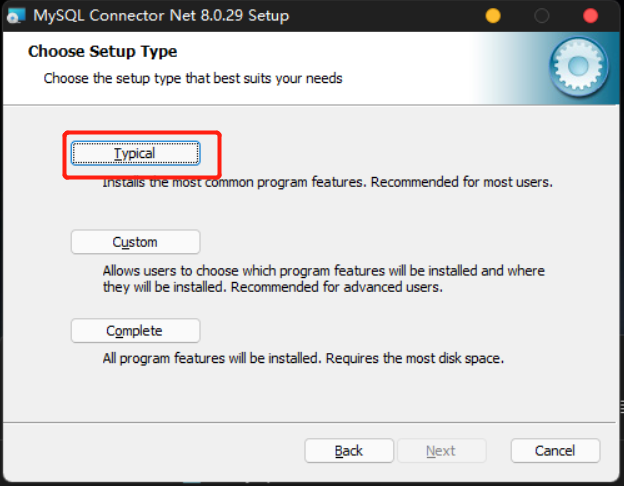 MySQL Connector Net 8.0.29 Setup
Choose Setup Type
Choose the setup type that best suits your needs
Typical
Installs the most common program features. Recommended for most users.
Custom
Allows users to choose which program features will be installed and where
they will be installed. Recommended for advanced users.
Complete
All program features will be installed. Requires the most disk space.
Back
Next
Cancel